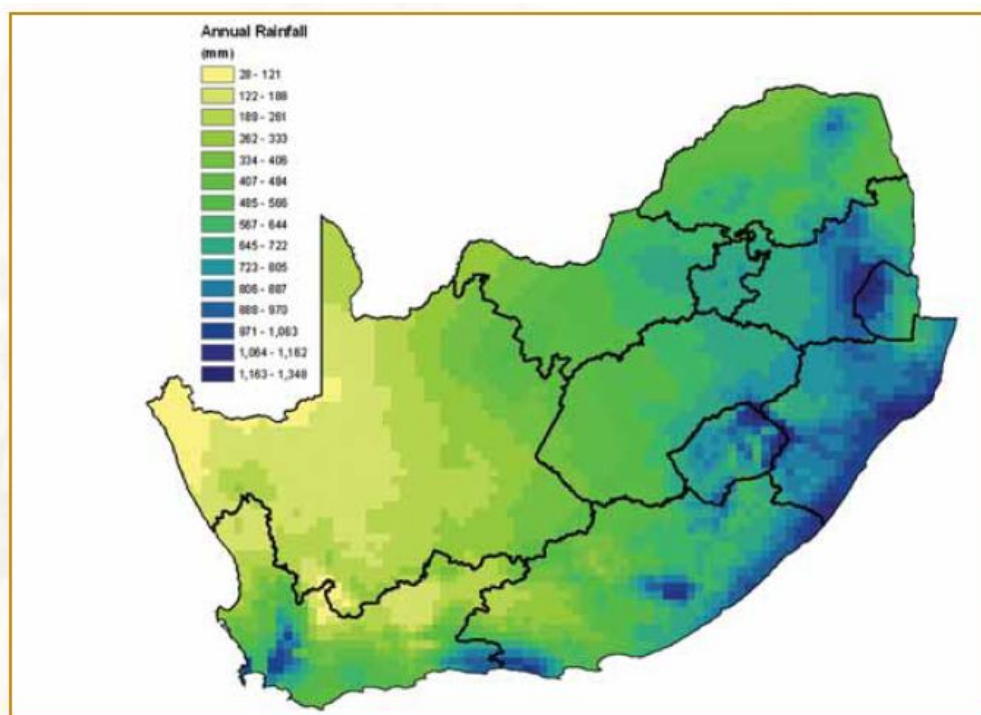 Annual Rainfall
(mm)
28 - 121
122 - 188
189 - 261
262 - 333
334 - 406
407 - 484
485 - 566
567 - 644
645 - 722
723 - 805
806 - 887
888 - 970
971 - 1,063
1,064 - 1,162
1,163 - 1,348